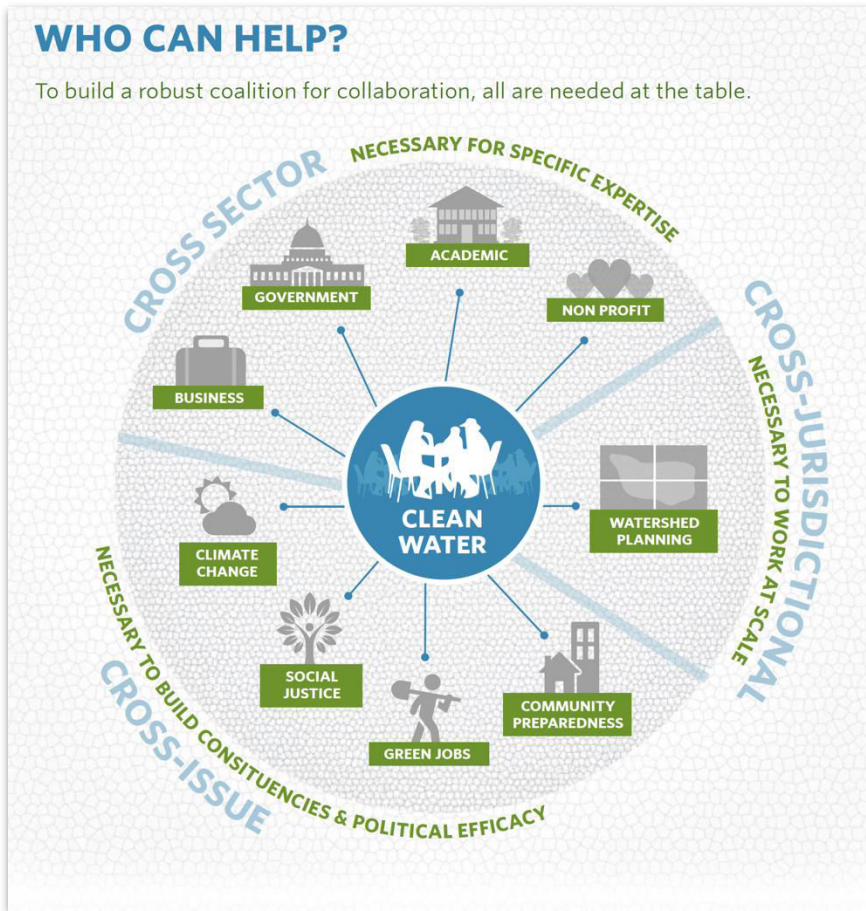 WHO CAN HELP?
To build a robust coalition for collaboration, all are needed at the table.
CROSS SECTOR
NECESSARY FOR SPECIFIC EXPERTISE
ACADEMIC
GOVERNMENT
NON PROFIT
BUSINESS
CROSS-JURISDICTIONAL
NECESSARY TO WORK AT SCALE
WATERSHED
PLANNING
CLEAN
WATER
CLIMATE
CHANGE
SOCIAL
JUSTICE
GREEN JOBS
COMMUNITY
PREPAREDNESS
NECESSARY TO BUILD CONSITUENCIES & POLITICAL EFFICACY
CROSS-ISSUE